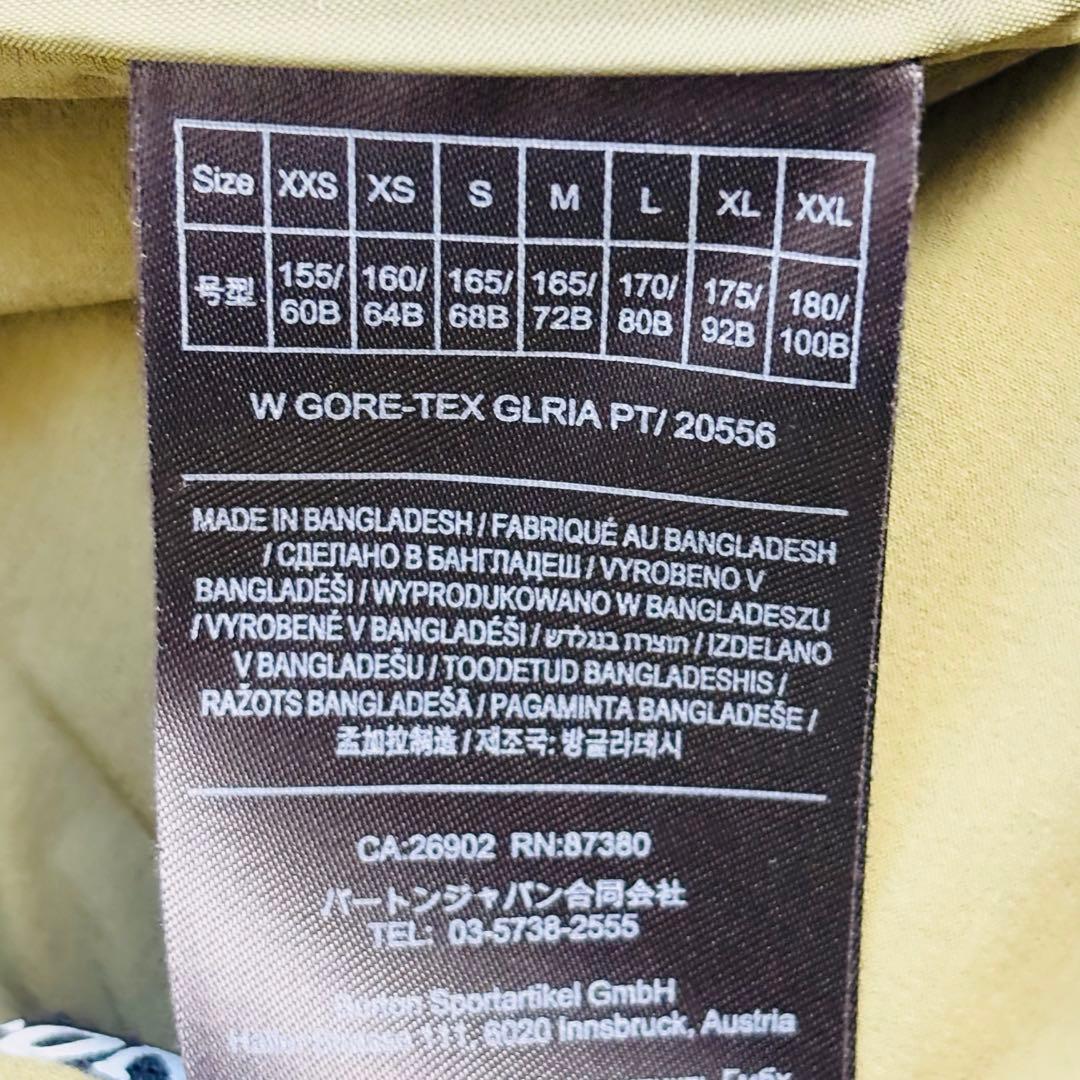 Size XXS XS S M L XL XXL
号型 155/60B 160/64B 165/68B 165/72B 170/80B 175/92B 180/100B
W GORE-TEX GLRIA PT/ 20556
MADE IN BANGLADESH / FABRIQUÉ AU BANGLADESH
/ СДЕЛАНО В БАНГЛАДЕШ / VYROBENO V
BANGLADÉŠI / WYPRODUKOWANO W BANGLADESZU
/ VYROBENÉ V BANGLADÉŠI / תוצרת בנגלדש / IZDELANO
V BANGLADEŠU / TOODETUD BANGLADESHIS /
RAŽOTS BANGLADEŠĀ / PAGAMINTA BANGLADEŠE /
孟加拉制造 / 제조국: 방글라데시
CA:26902 RN:87380
バートンジャパン合同会社
TEL: 03-5738-2555
Burton Sportartikel GmbH
111, 6020 Innsbruck, Austria